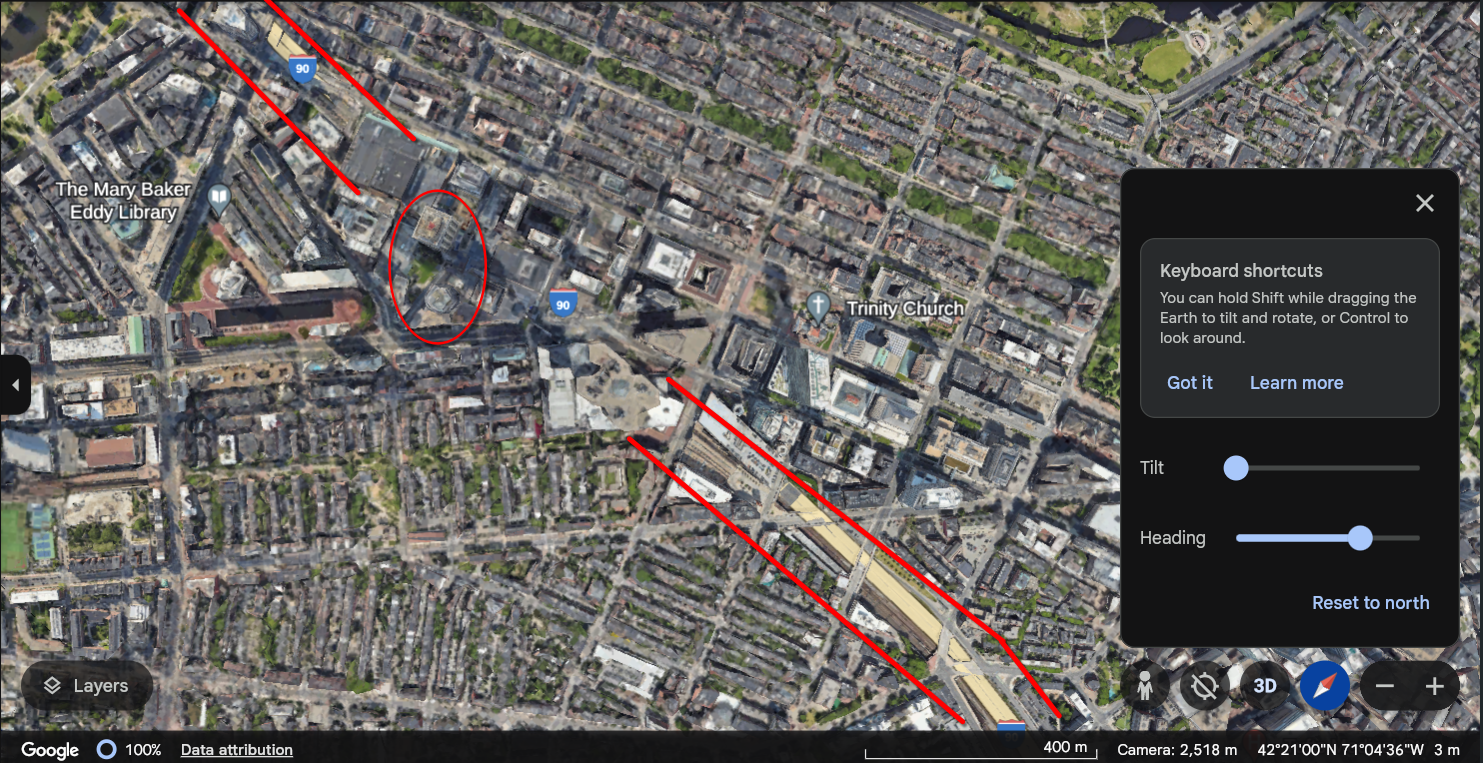 90
The Mary Baker
Eddy Library
90
Trinity Church
Keyboard shortcuts
You can hold Shift while dragging the
Earth to tilt and rotate, or Control to
look around.
Got it Learn more
Tilt
Heading
Reset to north
Layers
3D
Google 100% Data attribution 400 m Camera: 2,518 m 42°21'00"N 71°04'36"W 3 m